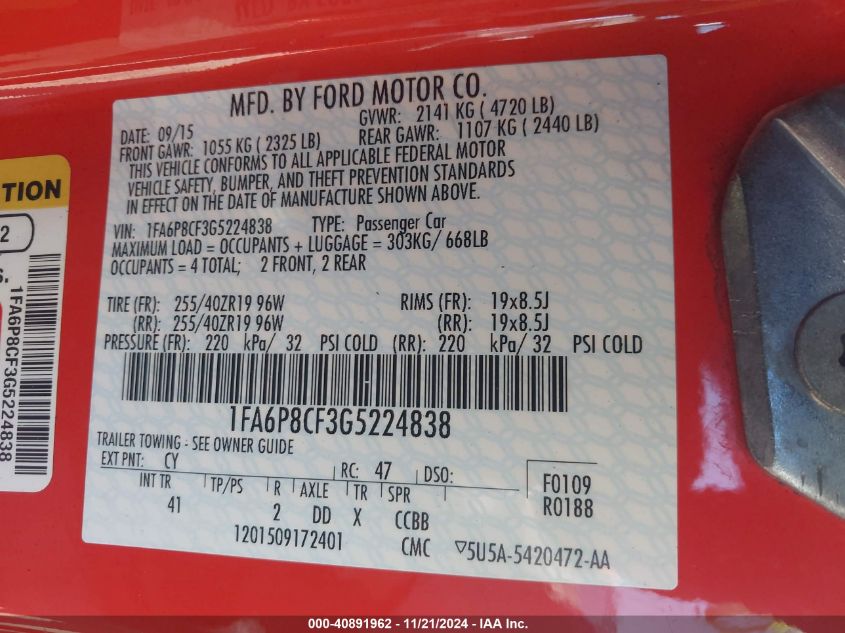 MFD. BY FORD MOTOR CO.
DATE: 09/15
GVWR: 2141 KG ( 4720 LB)
FRONT GAWR: 1055 KG ( 2325 LB)
REAR GAWR: 1107 KG ( 2440 LB)
THIS VEHICLE CONFORMS TO ALL APPLICABLE FEDERAL MOTOR
VEHICLE SAFETY, BUMPER, AND THEFT PREVENTION STANDARDS
IN EFFECT ON THE DATE OF MANUFACTURE SHOWN ABOVE.
VIN: 1FA6P8CF3G5224838 TYPE: Passenger Car
MAXIMUM LOAD = OCCUPANTS + LUGGAGE = 303KG/ 668LB
OCCUPANTS = 4 TOTAL; 2 FRONT, 2 REAR
TIRE (FR): 255/40ZR19 96W RIMS (FR): 19x8.5J
(RR): 255/40ZR19 96W (RR): 19x8.5J
PRESSURE (FR): 220 kPa/ 32 PSI COLD (RR): 220 kPa/ 32 PSI COLD
1FA6P8CF3G5224838
TRAILER TOWING - SEE OWNER GUIDE
EXT PNT: CY RC: 47 DSO: F0109
INT TR TP/PS R AXLE TR SPR R0188
41 2 DD X CCBB
1201509172401 CMC ▽5U5A-5420472-AA
TION
2
S.
1FA6P8CF3G5224838
000-40891962 - 11/21/2024 - IAA Inc.